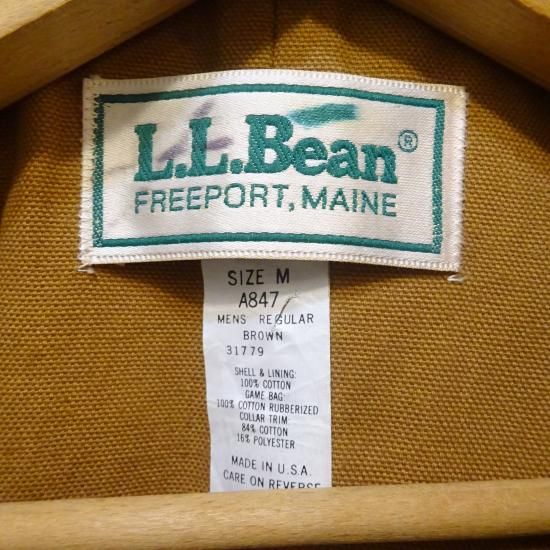 L.L.Bean®
FREEPORT, MAINE
SIZE M
A847
MENS REGULAR
BROWN
31779
SHELL & LINING:
100% COTTON
GAME BAG:
100% COTTON RUBBERIZED
COLLAR TRIM:
84% COTTON
16% POLYESTER
MADE IN U.S.A.
CARE ON REVERSE